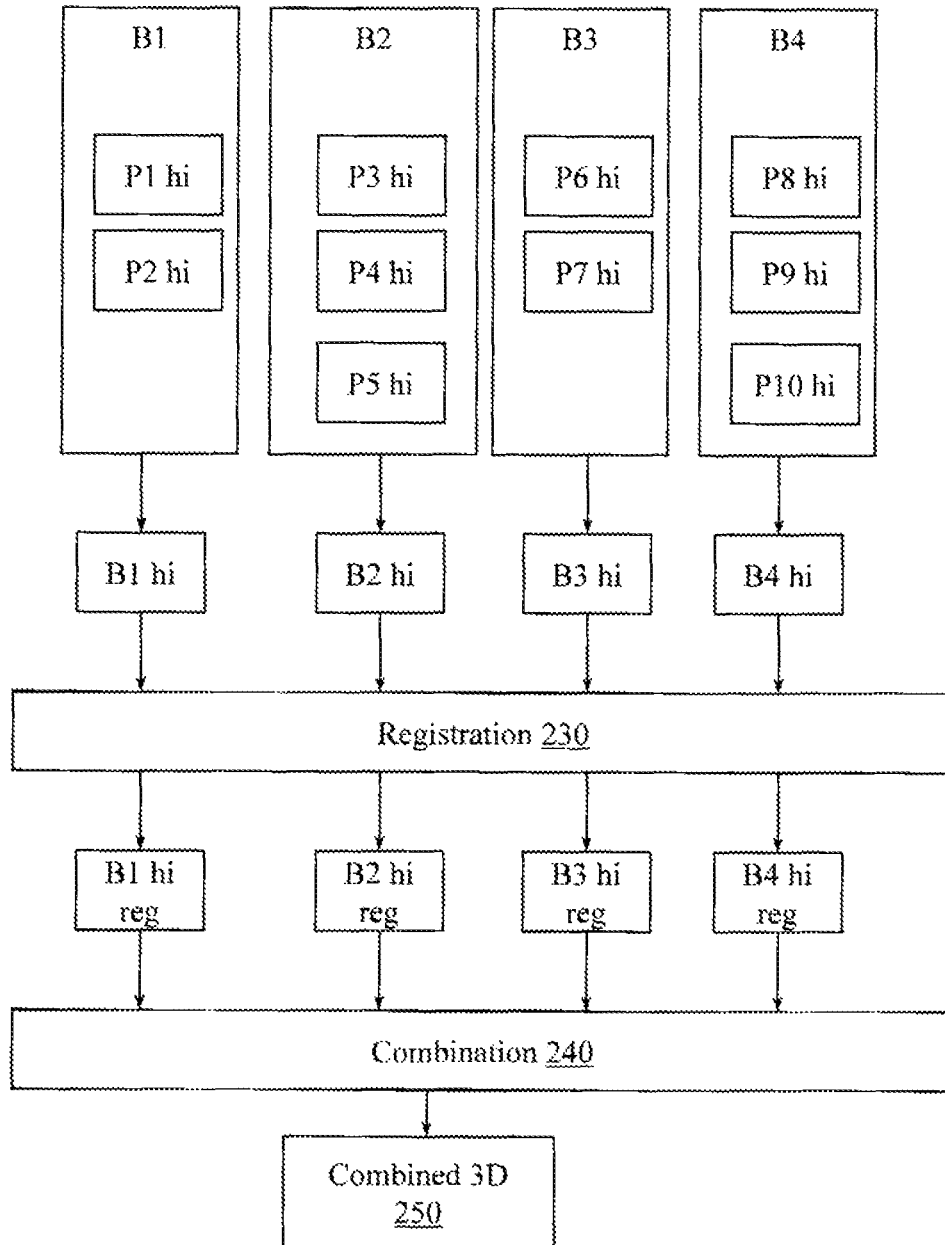 B1
B2
B3
B4
P1 hi
P3 hi
P6 hi
P8 hi
P2 hi
P4 hi
P7 hi
P9 hi
P5 hi
P10 hi
B1 hi
B2 hi
B3 hi
B4 hi
Registration 230
B1 hi
reg
B2 hi
reg
B3 hi
reg
B4 hi
reg
Combination 240
Combined 3D
250